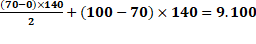 (70−0)×140/2 + (100 − 70) × 140 = 9.100